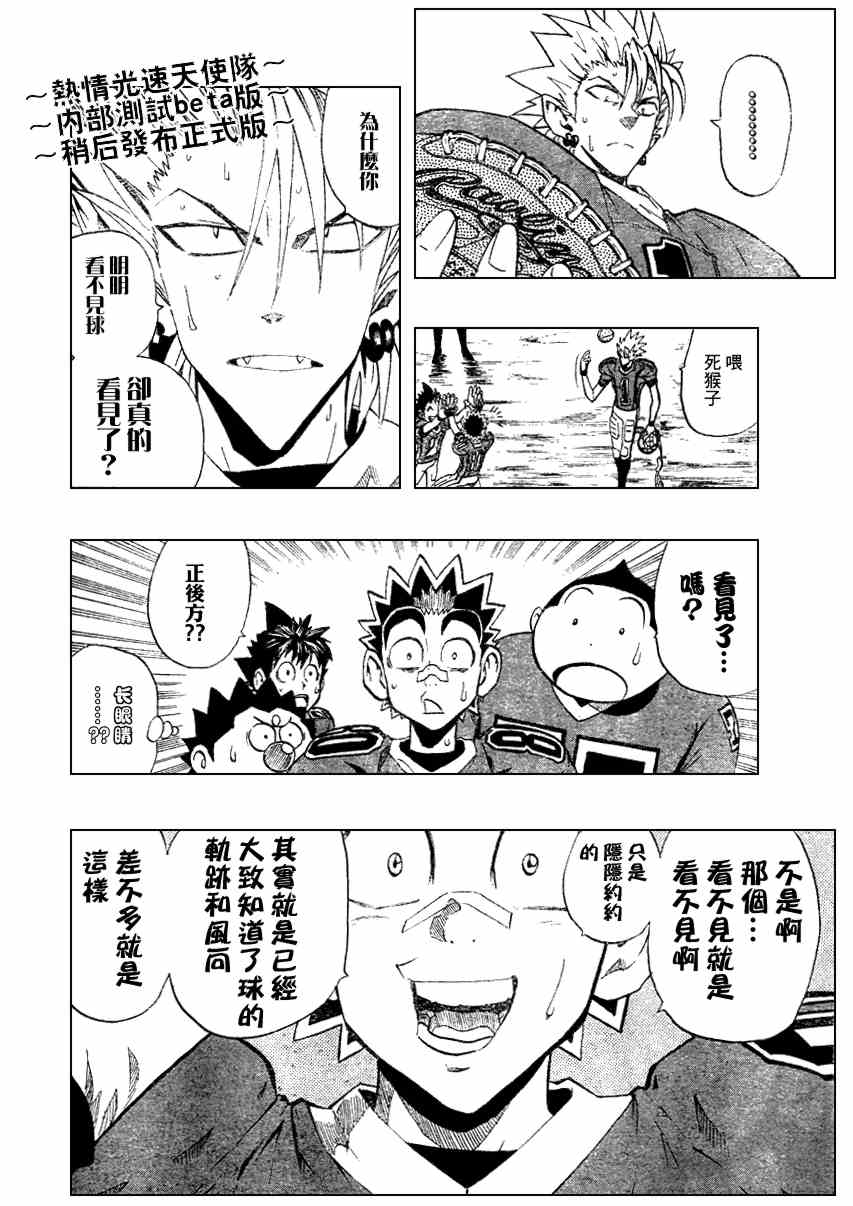 ～熱情光速天使隊～
～内部測試beta版～
～稍后發布正式版～
…………
喂
死猴子
1
為什麼你
明明
看不見球
卻真的
看見了？
看見了…
嗎？
正後方??
长眼睛
……??
8
不是啊
那個…
看不見就是
看不見啊
只是
隱隱約約
的
其實就是已經
大致知道了球的
軌跡和風向
差不多就是
這樣